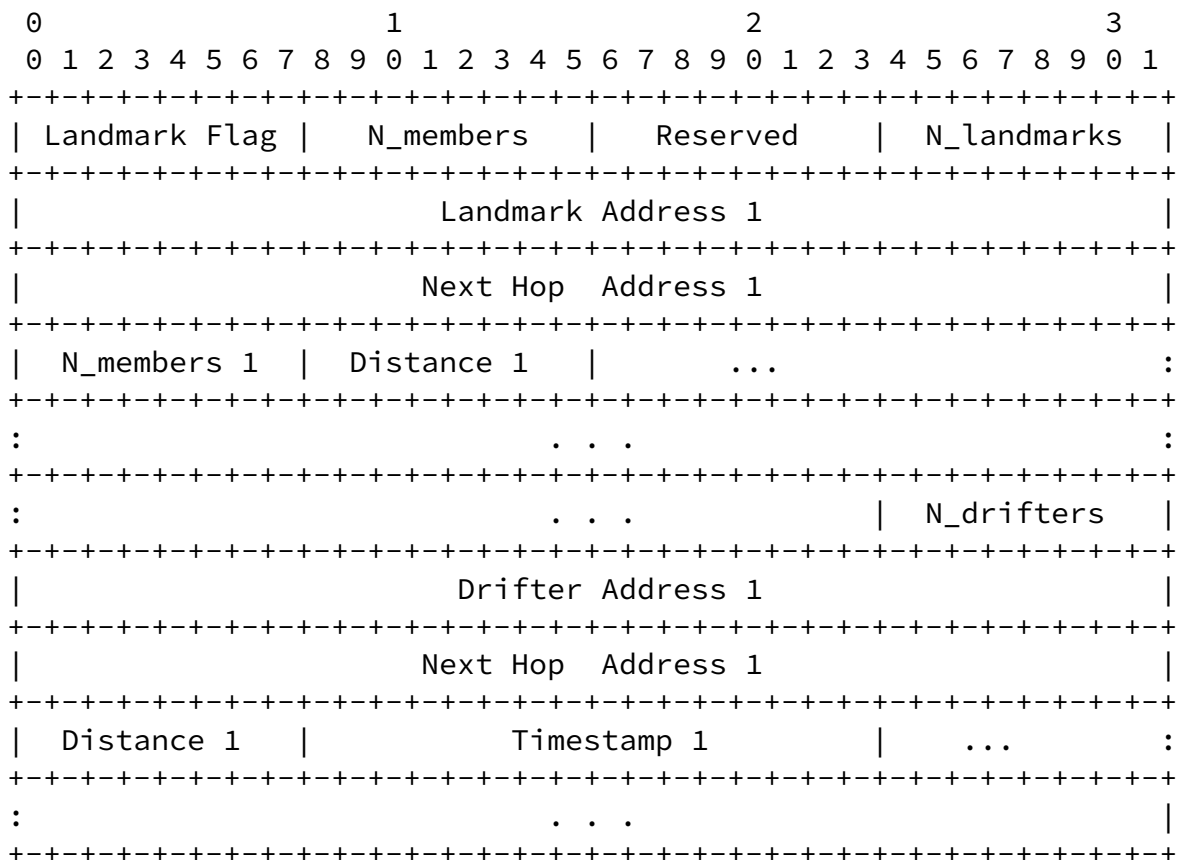 0                   1                   2                   3
 0 1 2 3 4 5 6 7 8 9 0 1 2 3 4 5 6 7 8 9 0 1 2 3 4 5 6 7 8 9 0 1
+-+-+-+-+-+-+-+-+-+-+-+-+-+-+-+-+-+-+-+-+-+-+-+-+-+-+-+-+-+-+-+-+
| Landmark Flag |   N_members   |   Reserved    |  N_landmarks  |
+-+-+-+-+-+-+-+-+-+-+-+-+-+-+-+-+-+-+-+-+-+-+-+-+-+-+-+-+-+-+-+-+
|                       Landmark Address 1                      |
+-+-+-+-+-+-+-+-+-+-+-+-+-+-+-+-+-+-+-+-+-+-+-+-+-+-+-+-+-+-+-+-+
|                      Next Hop  Address 1                      |
+-+-+-+-+-+-+-+-+-+-+-+-+-+-+-+-+-+-+-+-+-+-+-+-+-+-+-+-+-+-+-+-+
|  N_members 1  |  Distance 1   |       ...                     :
+-+-+-+-+-+-+-+-+-+-+-+-+-+-+-+-+-+-+-+-+-+-+-+-+-+-+-+-+-+-+-+-+
:                             . . .                             :
+-+-+-+-+-+-+-+-+-+-+-+-+-+-+-+-+-+-+-+-+-+-+-+-+-+-+-+-+-+-+-+-+
:                             . . .             |  N_drifters   |
+-+-+-+-+-+-+-+-+-+-+-+-+-+-+-+-+-+-+-+-+-+-+-+-+-+-+-+-+-+-+-+-+
|                        Drifter Address 1                      |
+-+-+-+-+-+-+-+-+-+-+-+-+-+-+-+-+-+-+-+-+-+-+-+-+-+-+-+-+-+-+-+-+
|                      Next Hop  Address 1                      |
+-+-+-+-+-+-+-+-+-+-+-+-+-+-+-+-+-+-+-+-+-+-+-+-+-+-+-+-+-+-+-+-+
|  Distance 1   |           Timestamp 1         |    ...        :
+-+-+-+-+-+-+-+-+-+-+-+-+-+-+-+-+-+-+-+-+-+-+-+-+-+-+-+-+-+-+-+-+
:                             . . .                             |
+-+-+-+-+-+-+-+-+-+-+-+-+-+-+-+-+-+-+-+-+-+-+-+-+-+-+-+-+-+-+-+-+